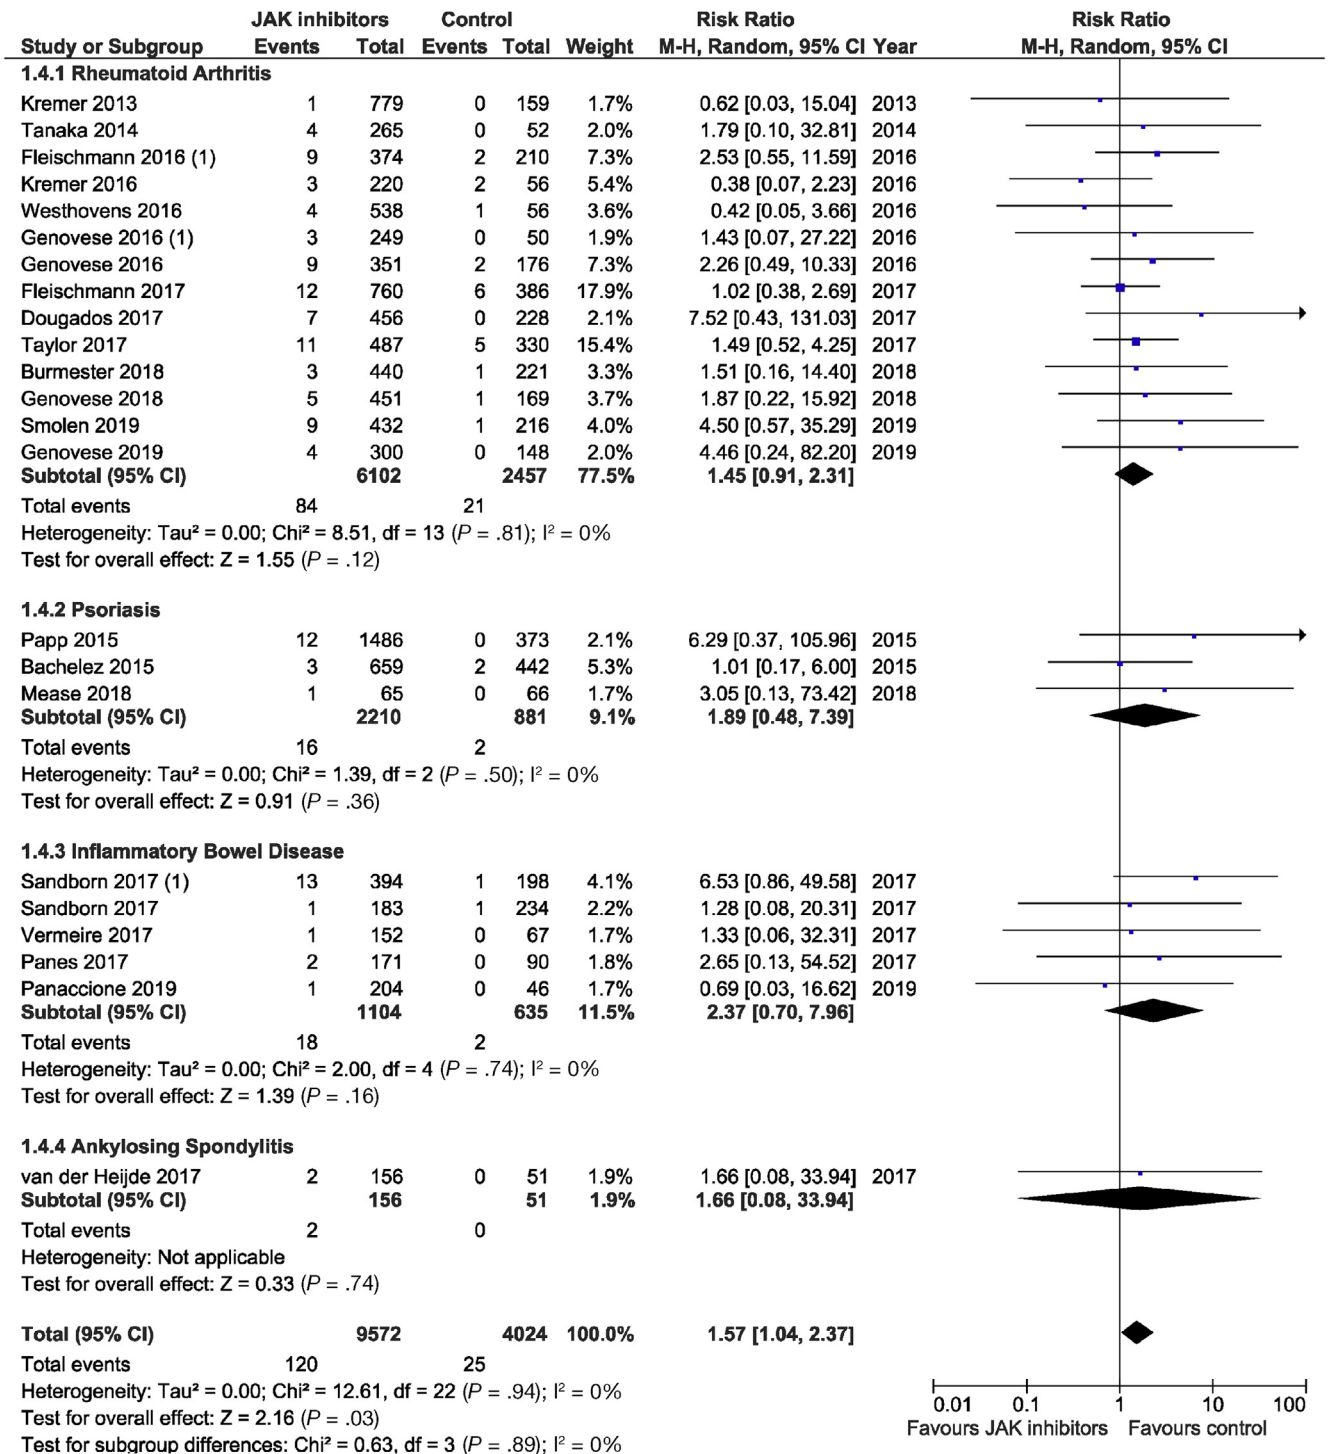 JAK inhibitors Control Risk Ratio Risk Ratio
Study or Subgroup Events Total Events Total Weight M-H, Random, 95% CI Year M-H, Random, 95% CI
1.4.1 Rheumatoid Arthritis
Kremer 2013 1 779 0 159 1.7% 0.62 [0.03, 15.04] 2013
Tanaka 2014 4 265 0 52 2.0% 1.79 [0.10, 32.81] 2014
Fleischmann 2016 (1) 9 374 2 210 7.3% 2.53 [0.55, 11.59] 2016
Kremer 2016 3 220 2 56 5.4% 0.38 [0.07, 2.23] 2016
Westhovens 2016 4 538 1 56 3.6% 0.42 [0.05, 3.66] 2016
Genovese 2016 (1) 3 249 0 50 1.9% 1.43 [0.07, 27.22] 2016
Genovese 2016 9 351 2 176 7.3% 2.26 [0.49, 10.33] 2016
Fleischmann 2017 12 760 6 386 17.9% 1.02 [0.38, 2.69] 2017
Dougados 2017 7 456 0 228 2.1% 7.52 [0.43, 131.03] 2017
Taylor 2017 11 487 5 330 15.4% 1.49 [0.52, 4.25] 2017
Burmester 2018 3 440 1 221 3.3% 1.51 [0.16, 14.40] 2018
Genovese 2018 5 451 1 169 3.7% 1.87 [0.22, 15.92] 2018
Smolen 2019 9 432 1 216 4.0% 4.50 [0.57, 35.29] 2019
Genovese 2019 4 300 0 148 2.0% 4.46 [0.24, 82.20] 2019
Subtotal (95% CI) 6102 2457 77.5% 1.45 [0.91, 2.31]
Total events 84 21
Heterogeneity: Tau² = 0.00; Chi² = 8.51, df = 13 (P = .81); I² = 0%
Test for overall effect: Z = 1.55 (P = .12)
1.4.2 Psoriasis
Papp 2015 12 1486 0 373 2.1% 6.29 [0.37, 105.96] 2015
Bachelez 2015 3 659 2 442 5.3% 1.01 [0.17, 6.00] 2015
Mease 2018 1 65 0 66 1.7% 3.05 [0.13, 73.42] 2018
Subtotal (95% CI) 2210 881 9.1% 1.89 [0.48, 7.39]
Total events 16 2
Heterogeneity: Tau² = 0.00; Chi² = 1.39, df = 2 (P = .50); I² = 0%
Test for overall effect: Z = 0.91 (P = .36)
1.4.3 Inflammatory Bowel Disease
Sandborn 2017 (1) 13 394 1 198 4.1% 6.53 [0.86, 49.58] 2017
Sandborn 2017 1 183 1 234 2.2% 1.28 [0.08, 20.31] 2017
Vermeire 2017 1 152 0 67 1.7% 1.33 [0.06, 32.31] 2017
Panes 2017 2 171 0 90 1.8% 2.65 [0.13, 54.52] 2017
Panaccione 2019 1 204 0 46 1.7% 0.69 [0.03, 16.62] 2019
Subtotal (95% CI) 1104 635 11.5% 2.37 [0.70, 7.96]
Total events 18 2
Heterogeneity: Tau² = 0.00; Chi² = 2.00, df = 4 (P = .74); I² = 0%
Test for overall effect: Z = 1.39 (P = .16)
1.4.4 Ankylosing Spondylitis
van der Heijde 2017 2 156 0 51 1.9% 1.66 [0.08, 33.94] 2017
Subtotal (95% CI) 156 51 1.9% 1.66 [0.08, 33.94]
Total events 2 0
Heterogeneity: Not applicable
Test for overall effect: Z = 0.33 (P = .74)
Total (95% CI) 9572 4024 100.0% 1.57 [1.04, 2.37]
Total events 120 25
Heterogeneity: Tau² = 0.00; Chi² = 12.61, df = 22 (P = .94); I² = 0%
Test for overall effect: Z = 2.16 (P = .03)
Test for subgroup differences: Chi² = 0.63, df = 3 (P = .89); I² = 0%
0.01 0.1 1 10 100
Favours JAK inhibitors Favours control